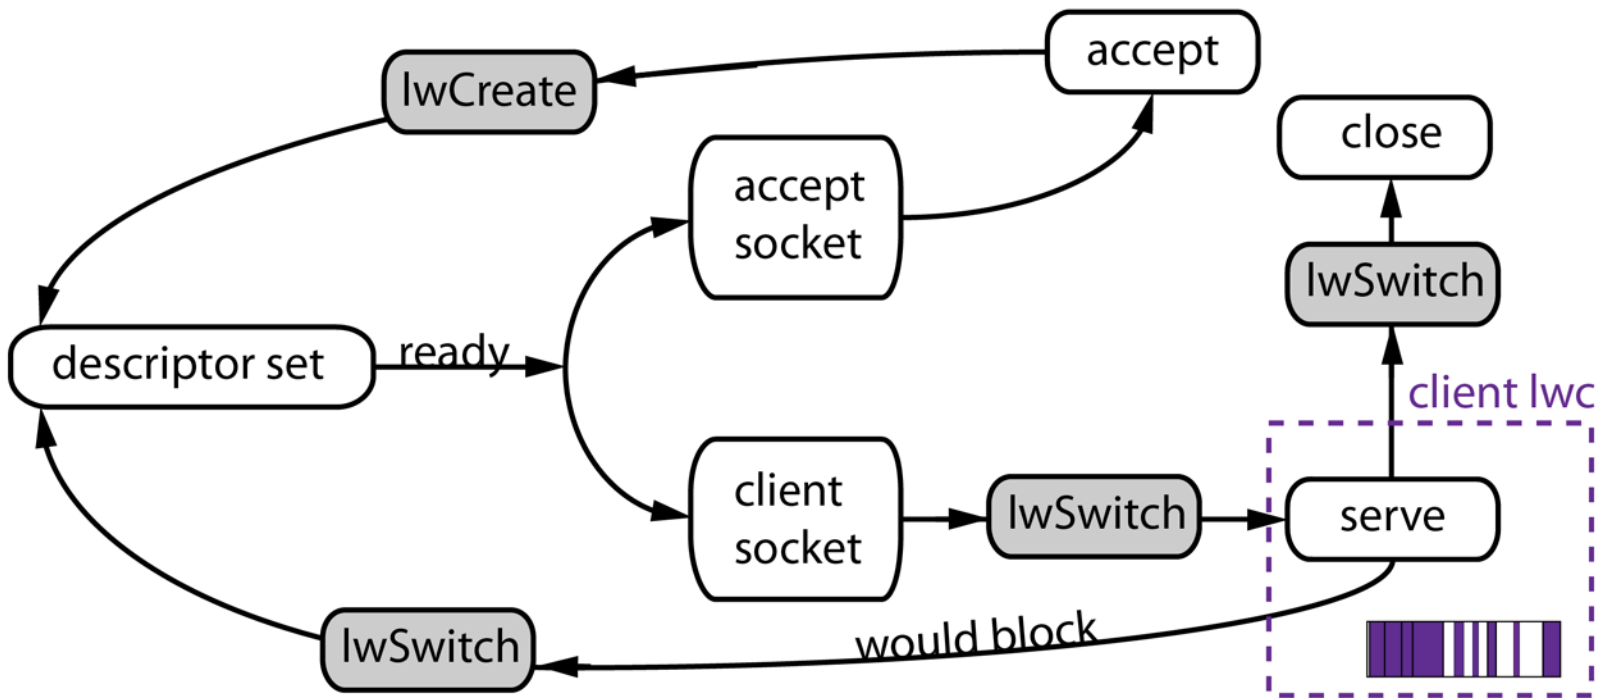 accept
lwCreate
close
accept
socket
lwSwitch
descriptor set
ready
client lwc
client
socket
lwSwitch
serve
would block
lwSwitch